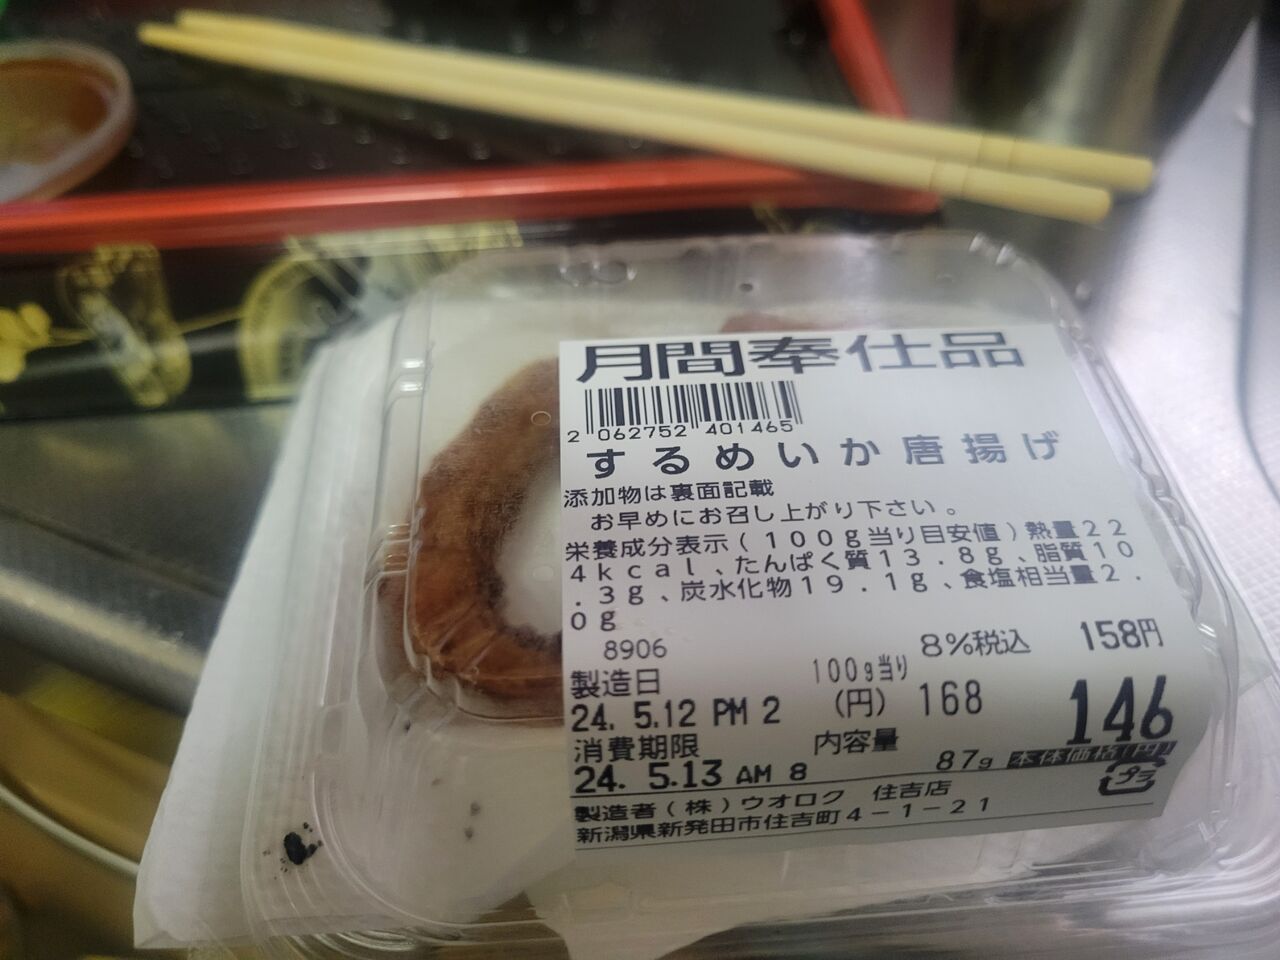 月間奉仕品
2 062752 401465
するめいか唐揚げ
添加物は裏面記載
お早めにお召し上がり下さい。
栄養成分表示(100g当り目安値)熱量22
4kcal、たんぱく質13.8g、脂質10
.3g、炭水化物19.1g、食塩相当量2.
0g
8906
8%税込 158円
製造日
100g当り
24. 5.12 PM 2
(円) 168
146
消費期限
内容量
24. 5.13 AM 8
87g
本体価格(円)
プラ
製造者(株)ウオロク 住吉店
新潟県新発田市住吉町4-1-21